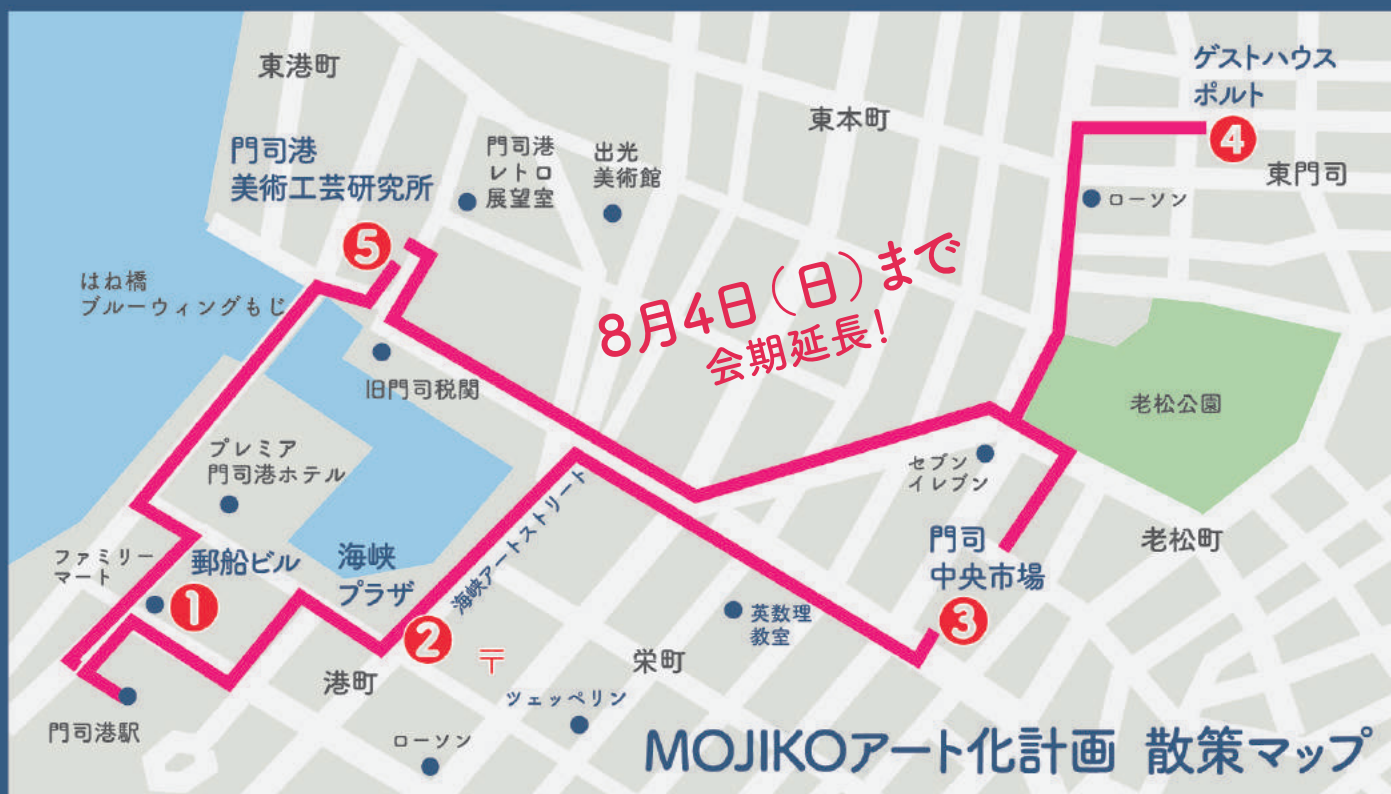 東港町
門司港
美術工芸研究所
5
門司港
レトロ
展望室
出光
美術館
東本町
ゲストハウス
ポルト
4
東門司
ローソン
はね橋
ブルーウィングもじ
8月4日(日)まで
会期延長!
旧門司税関
老松公園
プレミア
門司港ホテル
セブン
イレブン
海峡アートストリート
ファミリー
マート
郵船ビル
1
海峡
プラザ
2
〒
門司
中央市場
3
老松町
英数理
教室
栄町
港町
ツェッペリン
門司港駅
ローソン
MOJIKOアート化計画 散策マップ